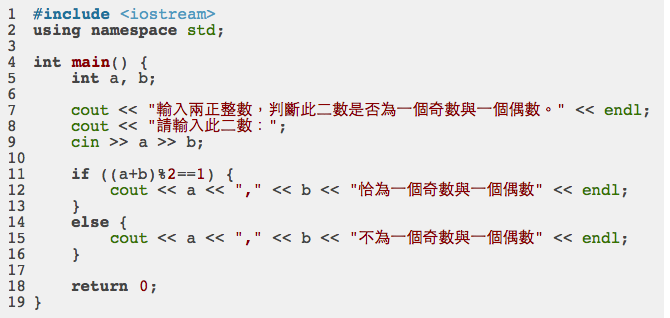 1 #include <iostream>
2 using namespace std;
3
4 int main() {
5     int a, b;
6
7     cout << "輸入兩正整數，判斷此二數是否為一個奇數與一個偶數。" << endl;
8     cout << "請輸入此二數：";
9     cin >> a >> b;
10
11     if ((a+b)%2==1) {
12         cout << a << "," << b << "恰為一個奇數與一個偶數" << endl;
13     }
14     else {
15         cout << a << "," << b << "不為一個奇數與一個偶數" << endl;
16     }
17
18     return 0;
19 }